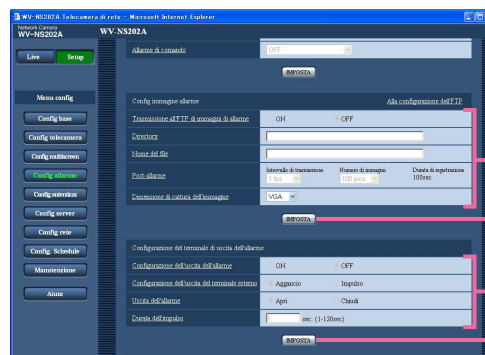 WV-NS202A Telecamera di rete - Microsoft Internet Explorer
Network Camera
WV-NS202A
WV-NS202A
Live
Setup
Menu config
Config base
Config telecamera
Config multiscreen
Config allarme
Config autenticaz
Config server
Config rete
Config. Schedule
Manutenzione
Aiuto
Allarme di comando
OFF
IMPOSTA
Config immagine allarme
Alla configurazione dell'FTP
Trasmissione all'FTP di immagini di allarme
ON
OFF
Directory
Nome del file
Post-allarme
Intervallo di trasmissione
Numero di immagini
Durata di registrazione
1 fps
100 pics
100sec
Dimensione di cattura dell'immagine
VGA
IMPOSTA
Configurazione del terminale di uscita dell'allarme
Configurazione dell'uscita dell'allarme
ON
OFF
Configurazione dell'uscita del terminale esterno
Aggancio
Impulso
Uscita dell'allarme
Apri
Chiudi
Durata dell'impulso
sec. (1-120sec)
IMPOSTA